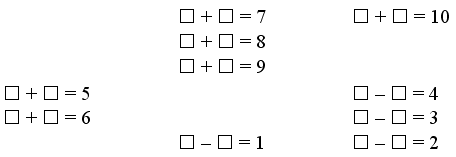 □ + □ = 7 □ + □ = 10
□ + □ = 8
□ + □ = 9
□ + □ = 5 □ – □ = 4
□ + □ = 6 □ – □ = 3
□ – □ = 1 □ – □ = 2